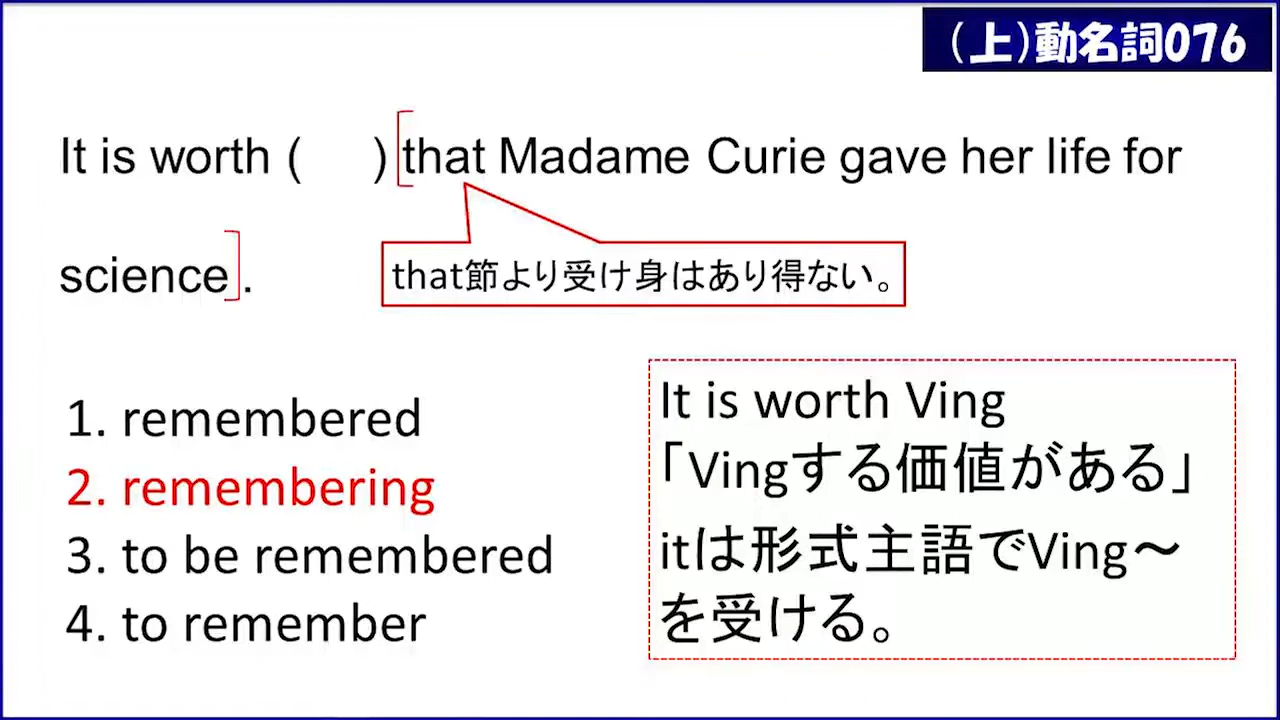 (上)動名詞076
It is worth (     ) that Madame Curie gave her life for
science .
that節より受け身はあり得ない。
1. remembered
2. remembering
3. to be remembered
4. to remember
It is worth Ving
「Vingする価値がある」
itは形式主語でVing～
を受ける。